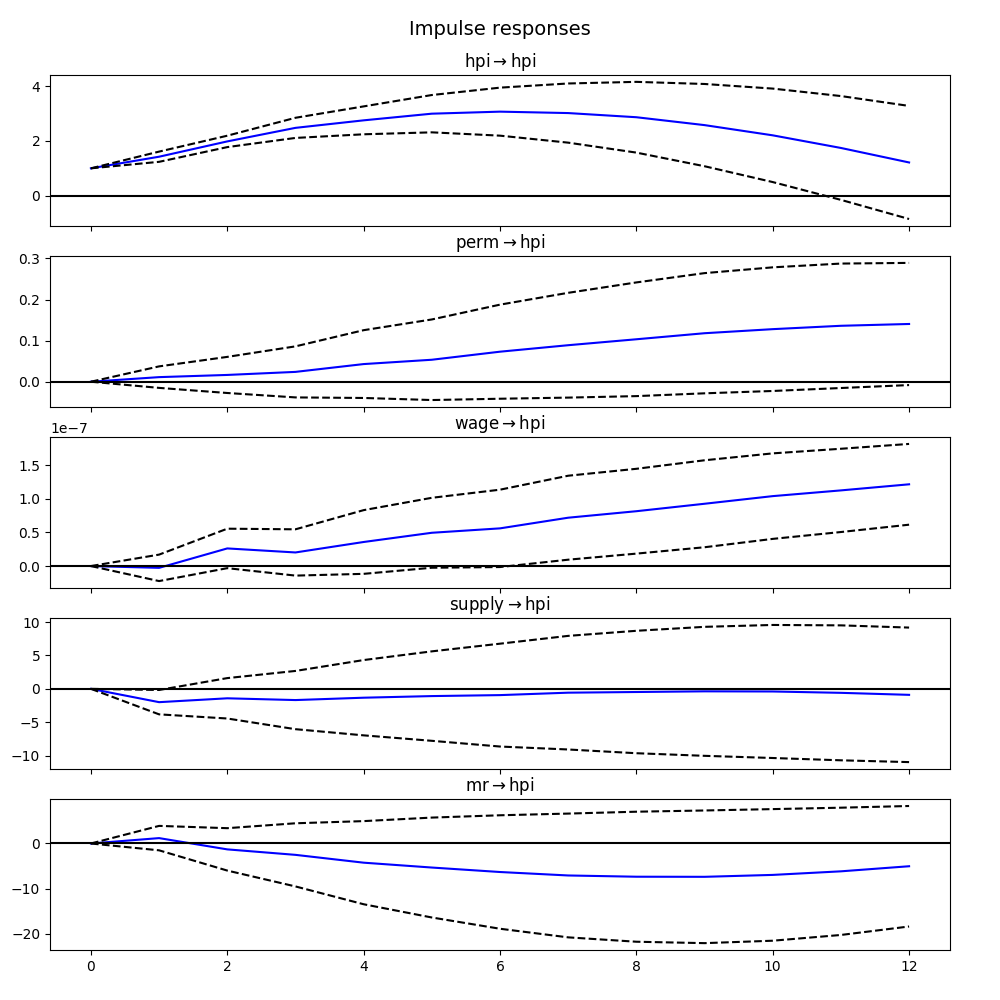 Impulse responses
hpi → hpi
4
2
0
perm → hpi
0.3
0.2
0.1
0.0
wage → hpi
1e−7
1.5
1.0
0.5
0.0
supply → hpi
10
5
0
−5
−10
mr → hpi
0
−10
−20
0 2 4 6 8 10 12